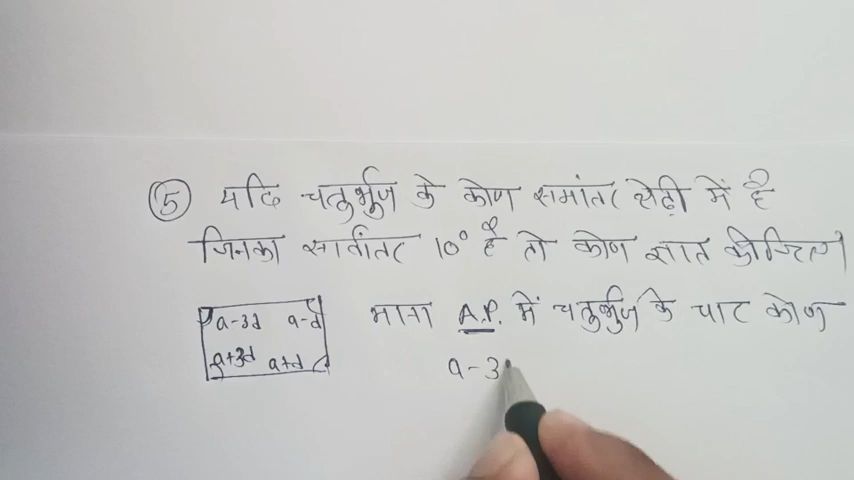 ⑤ यदि चतुर्भुज के कोण समांतर श्रेढ़ी में है
जिनका सार्वांतर 10° है तो कोण ज्ञात कीजिए
माना A.P. में चतुर्भुज के चार कोण
a-3d a-d
a+3d a+d
a-3